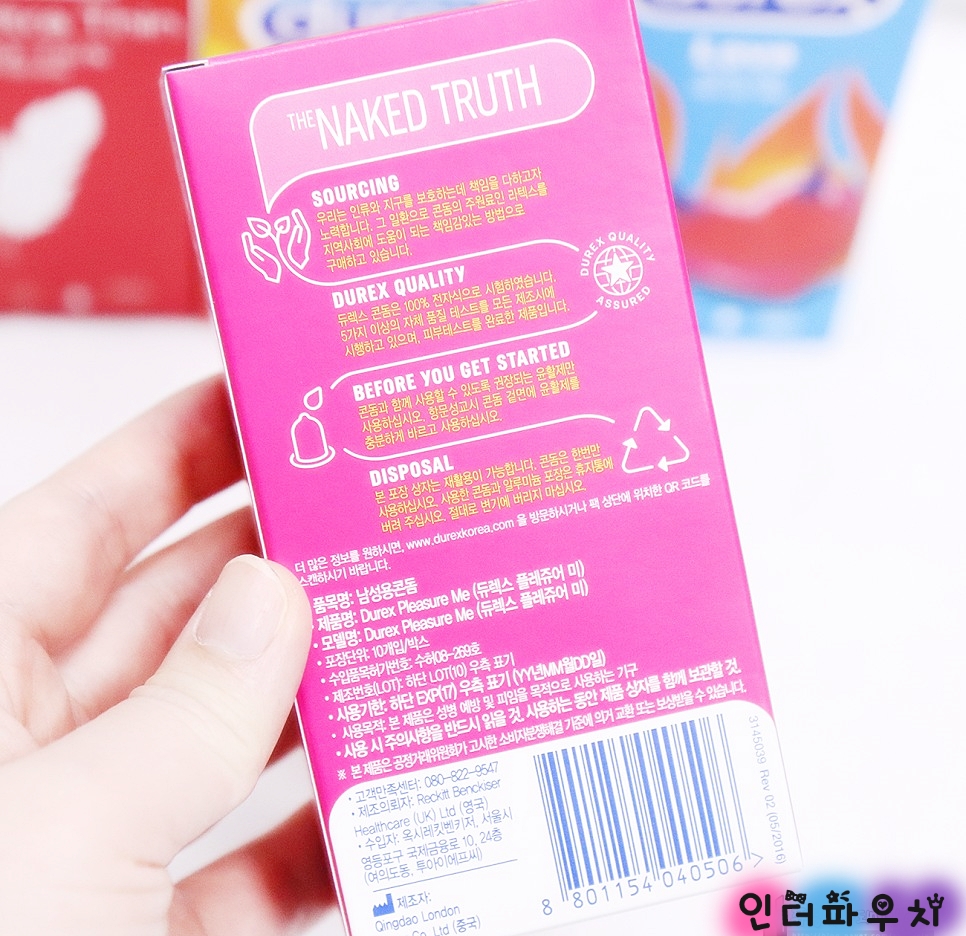 THE NAKED TRUTH
SOURCING
우리는 인류와 지구를 보호하는데 책임을 다하고자
노력합니다. 그 일환으로 콘돔의 주원료인 라텍스를
지역사회에 도움이 되는 책임감있는 방법으로
구매하고 있습니다.
DUREX QUALITY
듀렉스 콘돔은 100% 전자식으로 시험하였습니다.
5가지 이상의 자체 품질 테스트를 모든 제조시에
시행하고 있으며, 피부테스트를 완료한 제품입니다.
DUREX QUALITY
ASSURED
BEFORE YOU GET STARTED
콘돔과 함께 사용할 수 있도록 권장되는 윤활제만
사용하십시오. 항문성교시 콘돔 겉면에 윤활제를
충분하게 바르고 사용하십시오.
DISPOSAL
본 포장 상자는 재활용이 가능합니다. 콘돔은 한번만
사용하십시오. 사용한 콘돔과 알루미늄 포장은 휴지통에
버려 주십시오. 절대로 변기에 버리지 마십시오.
더 많은 정보를 원하시면, www.durexkorea.com 을 방문하시거나 팩 상단에 위치한 QR 코드를
스캔하시기 바랍니다.
품목명: 남성용콘돔
• 제품명: Durex Pleasure Me (듀렉스 플레쥬어 미)
• 모델명: Durex Pleasure Me (듀렉스 플레쥬어 미)
• 포장단위: 10개입/박스
• 수입품목허가번호: 수허08-269호
• 제조번호(LOT): 하단 LOT(10) 우측 표기
• 사용기한: 하단 EXP(17) 우측 표기 (YY년MM월DD일)
• 사용목적: 본 제품은 성병 예방 및 피임을 목적으로 사용하는 기구
• 사용 시 주의사항을 반드시 읽을 것. 사용하는 동안 제품 상자를 함께 보관할 것.
※ 본 제품은 공정거래위원회가 고시한 소비자분쟁해결 기준에 의거 교환 또는 보상받을 수 있습니다.
• 고객만족센터: 080-822-9547
• 제조의뢰자: Reckitt Benckiser
Healthcare (UK) Ltd (영국)
• 수입자: 옥시레킷벤키저, 서울시
영등포구 국제금융로 10, 24층
(여의도동, 투아이에프씨)
제조자:
Qingdao London
Co., Ltd (중국)
8 801154 040506 >
3145039 Rev 02 (05/2016)
인더파우치